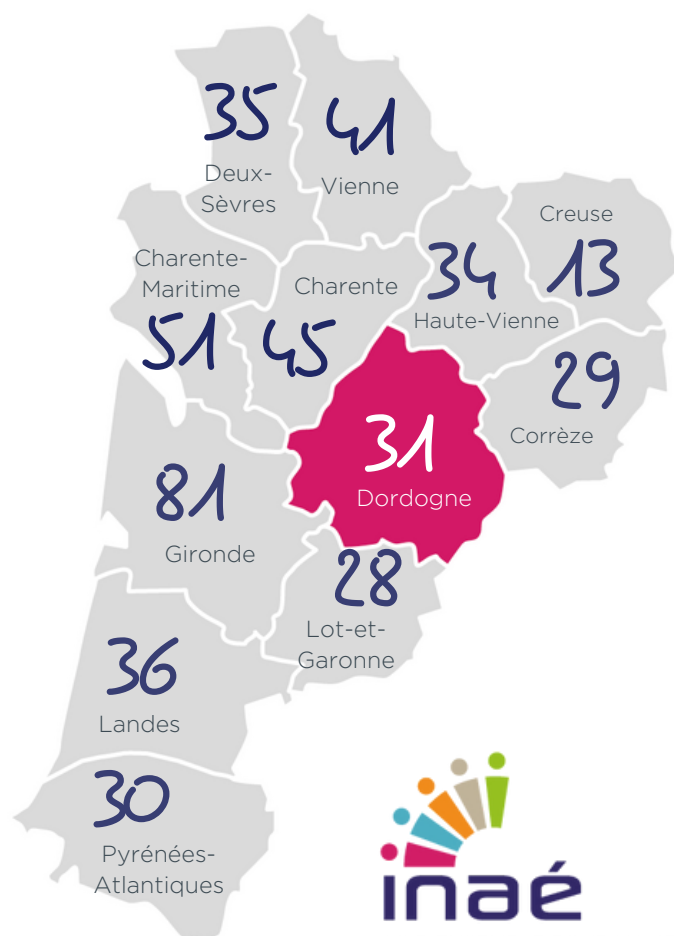 35
Deux-
Sèvres
41
Vienne
Creuse
13
Charente-
Maritime
51
Charente
45
34
Haute-Vienne
29
Corrèze
31
Dordogne
81
Gironde
28
Lot-et-
Garonne
36
Landes
30
Pyrénées-
Atlantiques
inaé